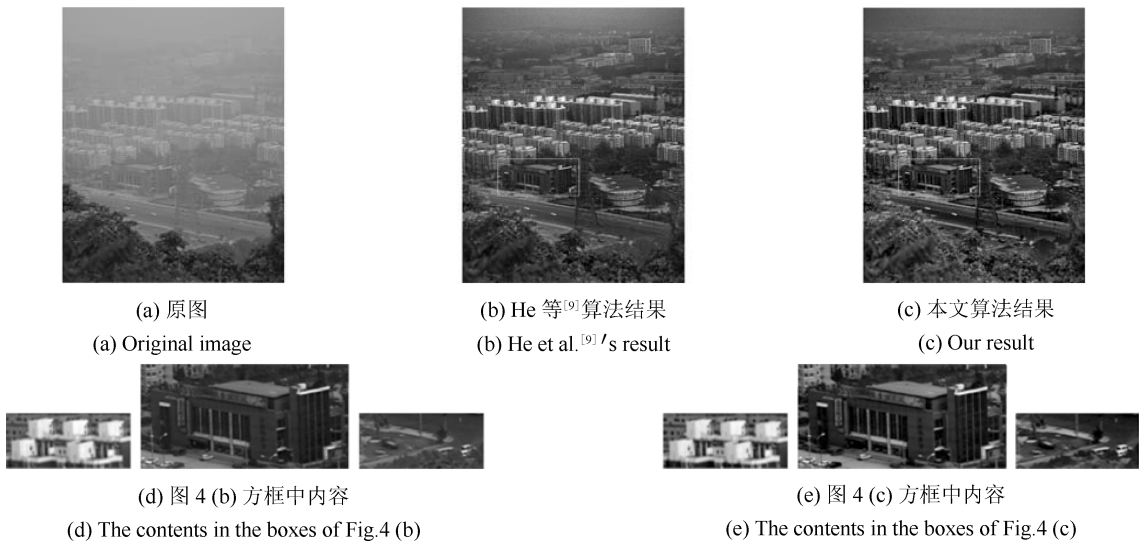 (a) 原图
(a) Original image
(b) He 等[9]算法结果
(b) He et al.[9]′s result
(c) 本文算法结果
(c) Our result
(d) 图 4 (b) 方框中内容
(d) The contents in the boxes of Fig.4 (b)
(e) 图 4 (c) 方框中内容
(e) The contents in the boxes of Fig.4 (c)